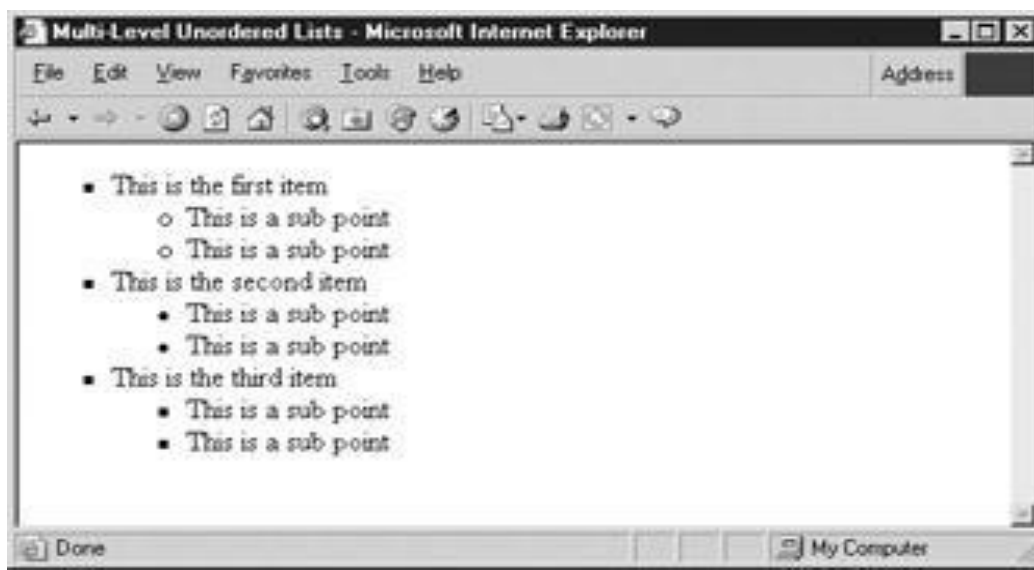 Multi-Level Unordered Lists - Microsoft Internet Explorer
File Edit View Favorites Tools Help Address
▪ This is the first item
○ This is a sub point
○ This is a sub point
▪ This is the second item
• This is a sub point
• This is a sub point
▪ This is the third item
▪ This is a sub point
▪ This is a sub point
Done My Computer